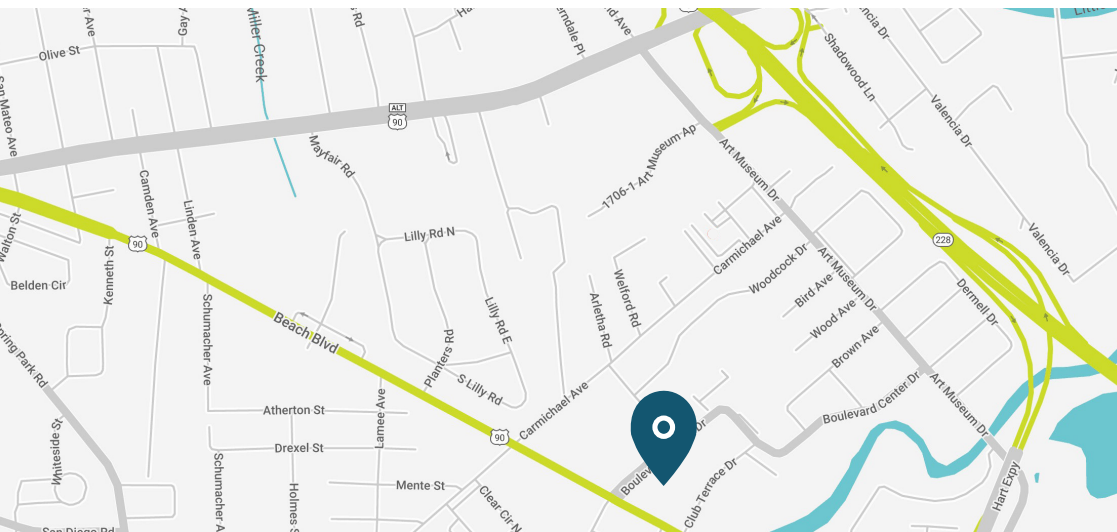 Miller Creek
Olive St
San Mateo Ave
ALT
90
Mayfair Rd
Shadowood Ln
Valencia Dr
1706-1-Art Museum Ap
Art Museum Dr
Camden Ave
Linden Ave
Walton St
90
Kenneth St
Belden Cir
Lilly Rd N
Carmichael Ave
Woodcock Dr
Art Museum Dr
228
Valencia Dr
Bird Ave
Wood Ave
Brown Ave
Dermell Dr
Welford Rd
Arletha Rd
Lilly Rd E
Schumacher Ave
Beach Blvd
Planters Rd
S Lilly Rd
Spring Park Rd
Atherton St
Lamee Ave
Drexel St
90
Carmichael Ave
Boulevard Center Dr
Art Museum Dr
Dr
Club Terrace Dr
Whiteside St
Mente St
Clear Cir N
Holmes S
Schumacher A
Hart Expy
San Diego Rd